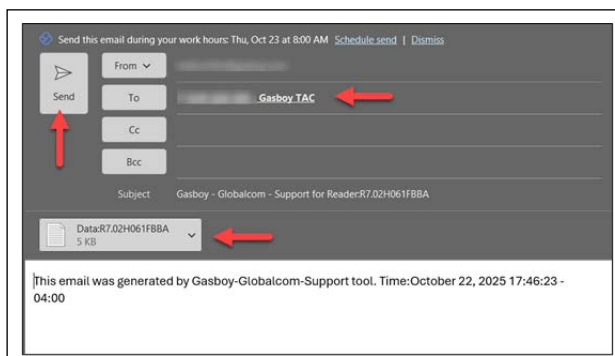 Send this email during your work hours: Thu, Oct 23 at 8:00 AM Schedule send | Dismiss
From
Send
To
Gasboy TAC
Cc
Bcc
Subject Gasboy - Globalcom - Support for Reader:R7.02H061FBBA
Data:R7.02H061FBBA
5 KB
This email was generated by Gasboy-Globalcom-Support tool. Time:October 22, 2025 17:46:23 -
04:00